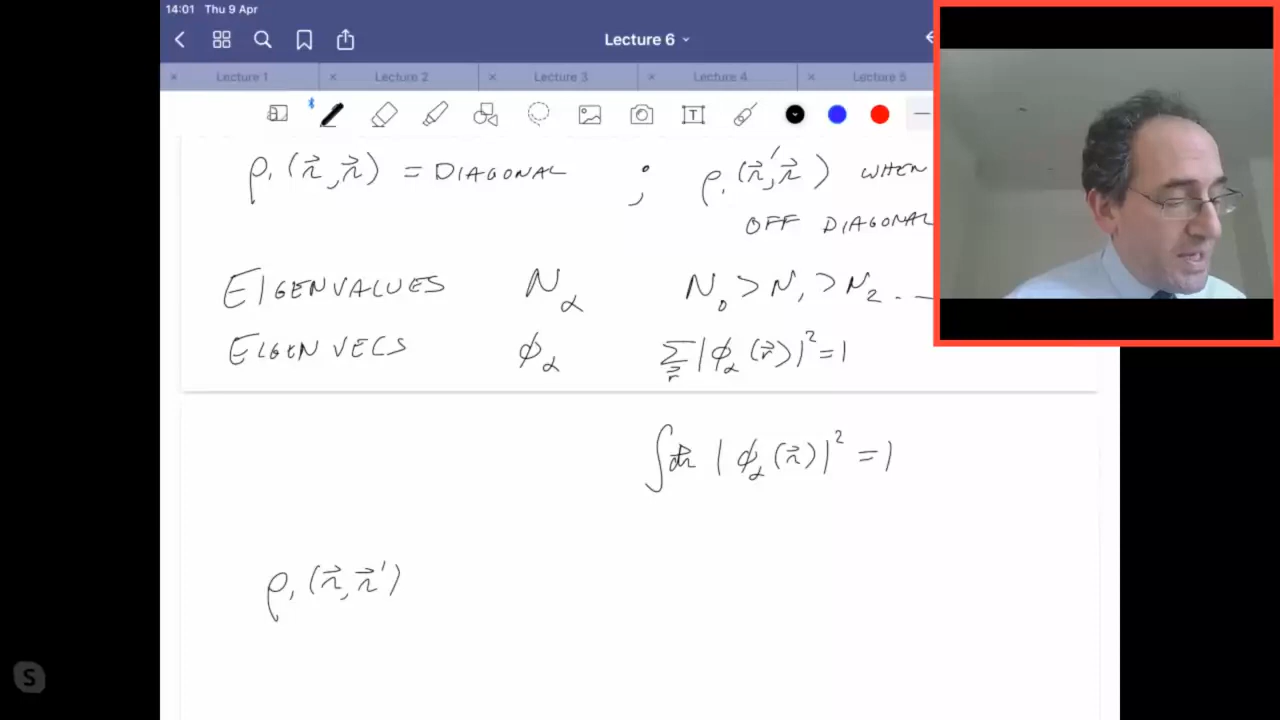 14:01 Thu 9 Apr
Lecture 6
Lecture 1 Lecture 2 Lecture 3 Lecture 4 Lecture 5
T
ρ₁(r⃗,r⃗) = DIAGONAL ; ρ₁(r⃗′,r⃗) WHEN
OFF DIAGONAL
EIGENVALUES N_α N₀ > N₁ > N₂ . . _
EIGENVECS ϕ_α ∑_r⃗ |ϕ_α(r⃗)|² = 1
∫dr⃗ |ϕ_α(r⃗)|² = 1
ρ₁(r⃗,r⃗′)
S